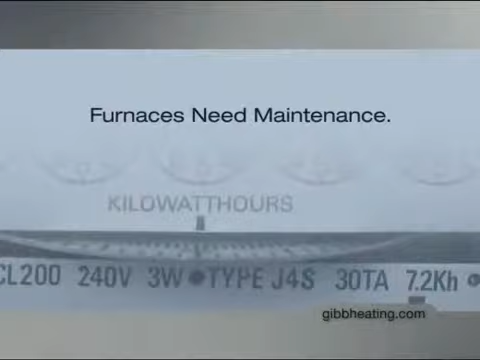 Furnaces Need Maintenance.
KILOWATTHOURS
CL200 240V 3W TYPE J4S 30TA 7.2Kh
gibbheating.com